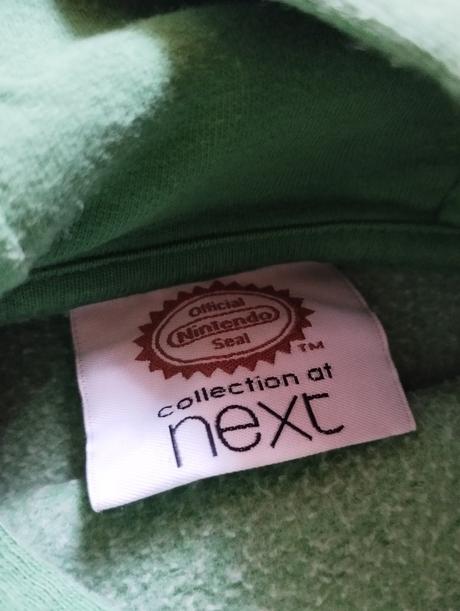 Official
Nintendo
Seal
TM
collection at
next